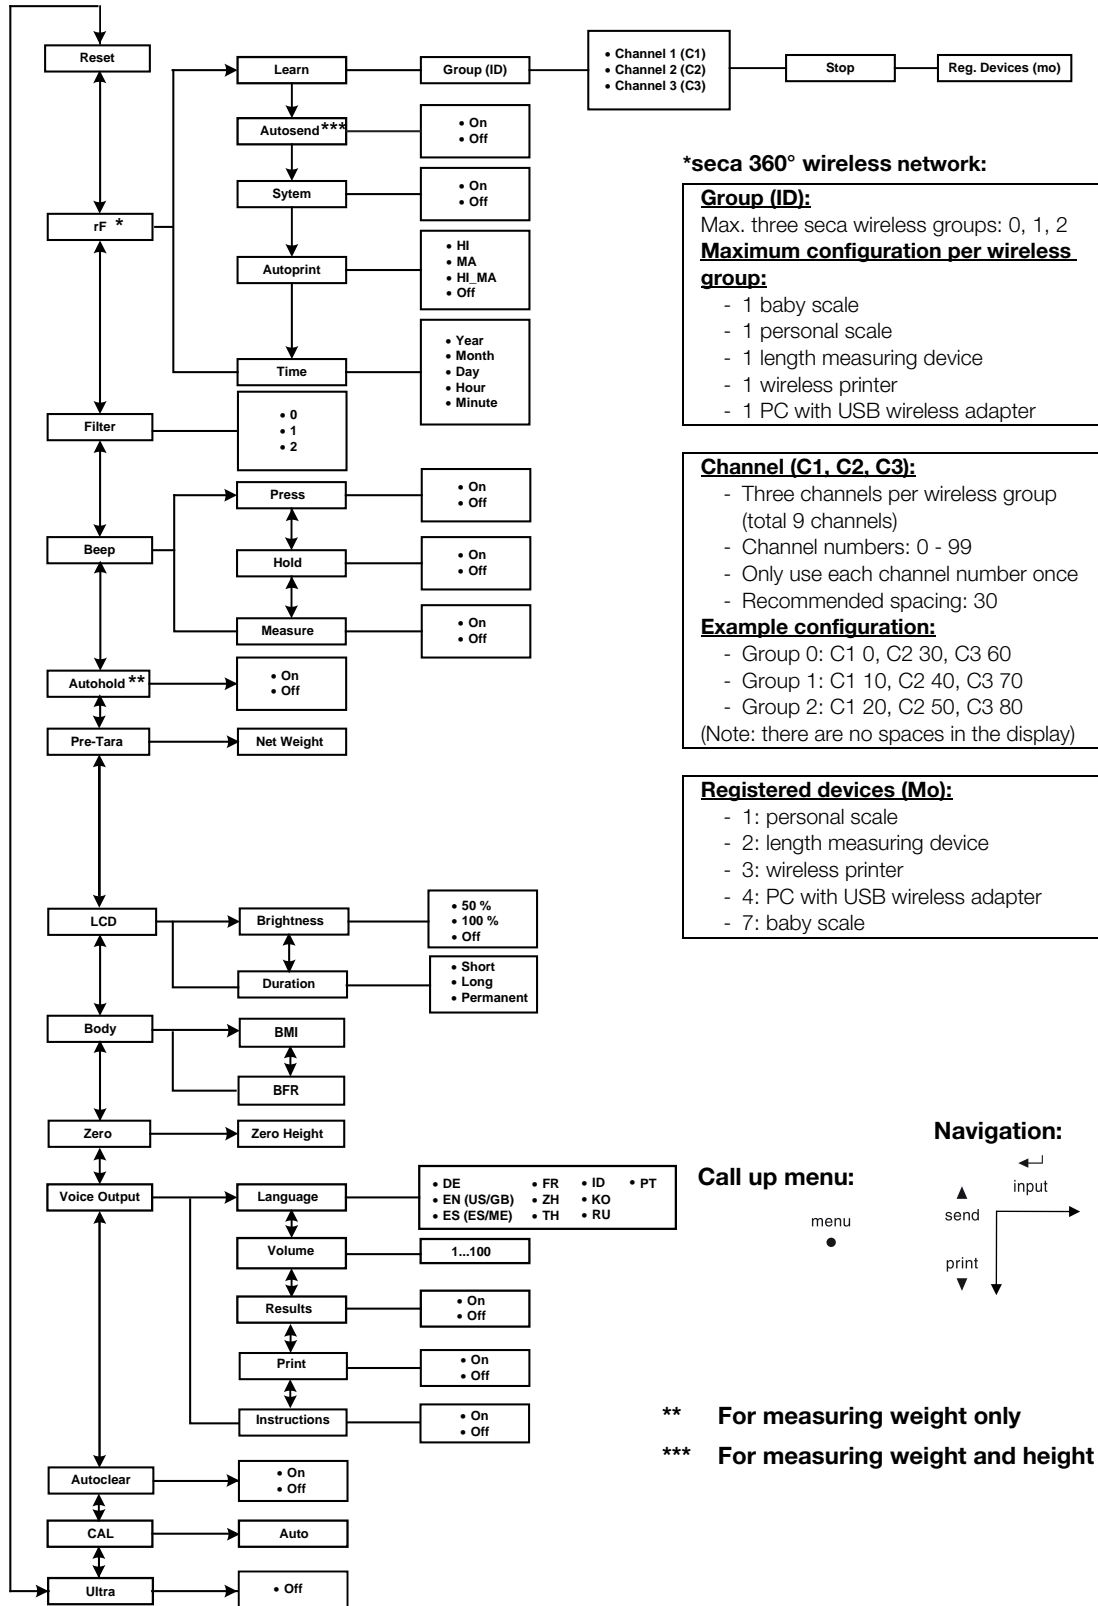 Reset
Learn
Group (ID)
• Channel 1 (C1)
• Channel 2 (C2)
• Channel 3 (C3)
Stop
Reg. Devices (mo)
Autosend***
• On
• Off
Sytem
• On
• Off
rF *
Autoprint
• HI
• MA
• HI_MA
• Off
Time
• Year
• Month
• Day
• Hour
• Minute
Filter
• 0
• 1
• 2
Beep
Press
• On
• Off
Hold
• On
• Off
Measure
• On
• Off
Autohold**
• On
• Off
Pre-Tara
Net Weight
LCD
Brightness
• 50 %
• 100 %
• Off
Duration
• Short
• Long
• Permanent
Body
BMI
BFR
Zero
Zero Height
Voice Output
Language
• DE • FR • ID • PT
• EN (US/GB) • ZH • KO
• ES (ES/ME) • TH • RU
Volume
1...100
Results
• On
• Off
Print
• On
• Off
Instructions
• On
• Off
Autoclear
• On
• Off
CAL
Auto
Ultra
• Off
*seca 360° wireless network:
Group (ID):
Max. three seca wireless groups: 0, 1, 2
Maximum configuration per wireless
group:
- 1 baby scale
- 1 personal scale
- 1 length measuring device
- 1 wireless printer
- 1 PC with USB wireless adapter
Channel (C1, C2, C3):
- Three channels per wireless group
(total 9 channels)
- Channel numbers: 0 - 99
- Only use each channel number once
- Recommended spacing: 30
Example configuration:
- Group 0: C1 0, C2 30, C3 60
- Group 1: C1 10, C2 40, C3 70
- Group 2: C1 20, C2 50, C3 80
(Note: there are no spaces in the display)
Registered devices (Mo):
- 1: personal scale
- 2: length measuring device
- 3: wireless printer
- 4: PC with USB wireless adapter
- 7: baby scale
Call up menu:
menu
Navigation:
input
send
print
** For measuring weight only
*** For measuring weight and height